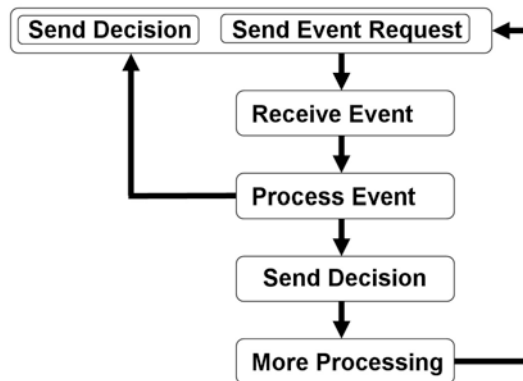 Send Decision
Send Event Request
Receive Event
Process Event
Send Decision
More Processing